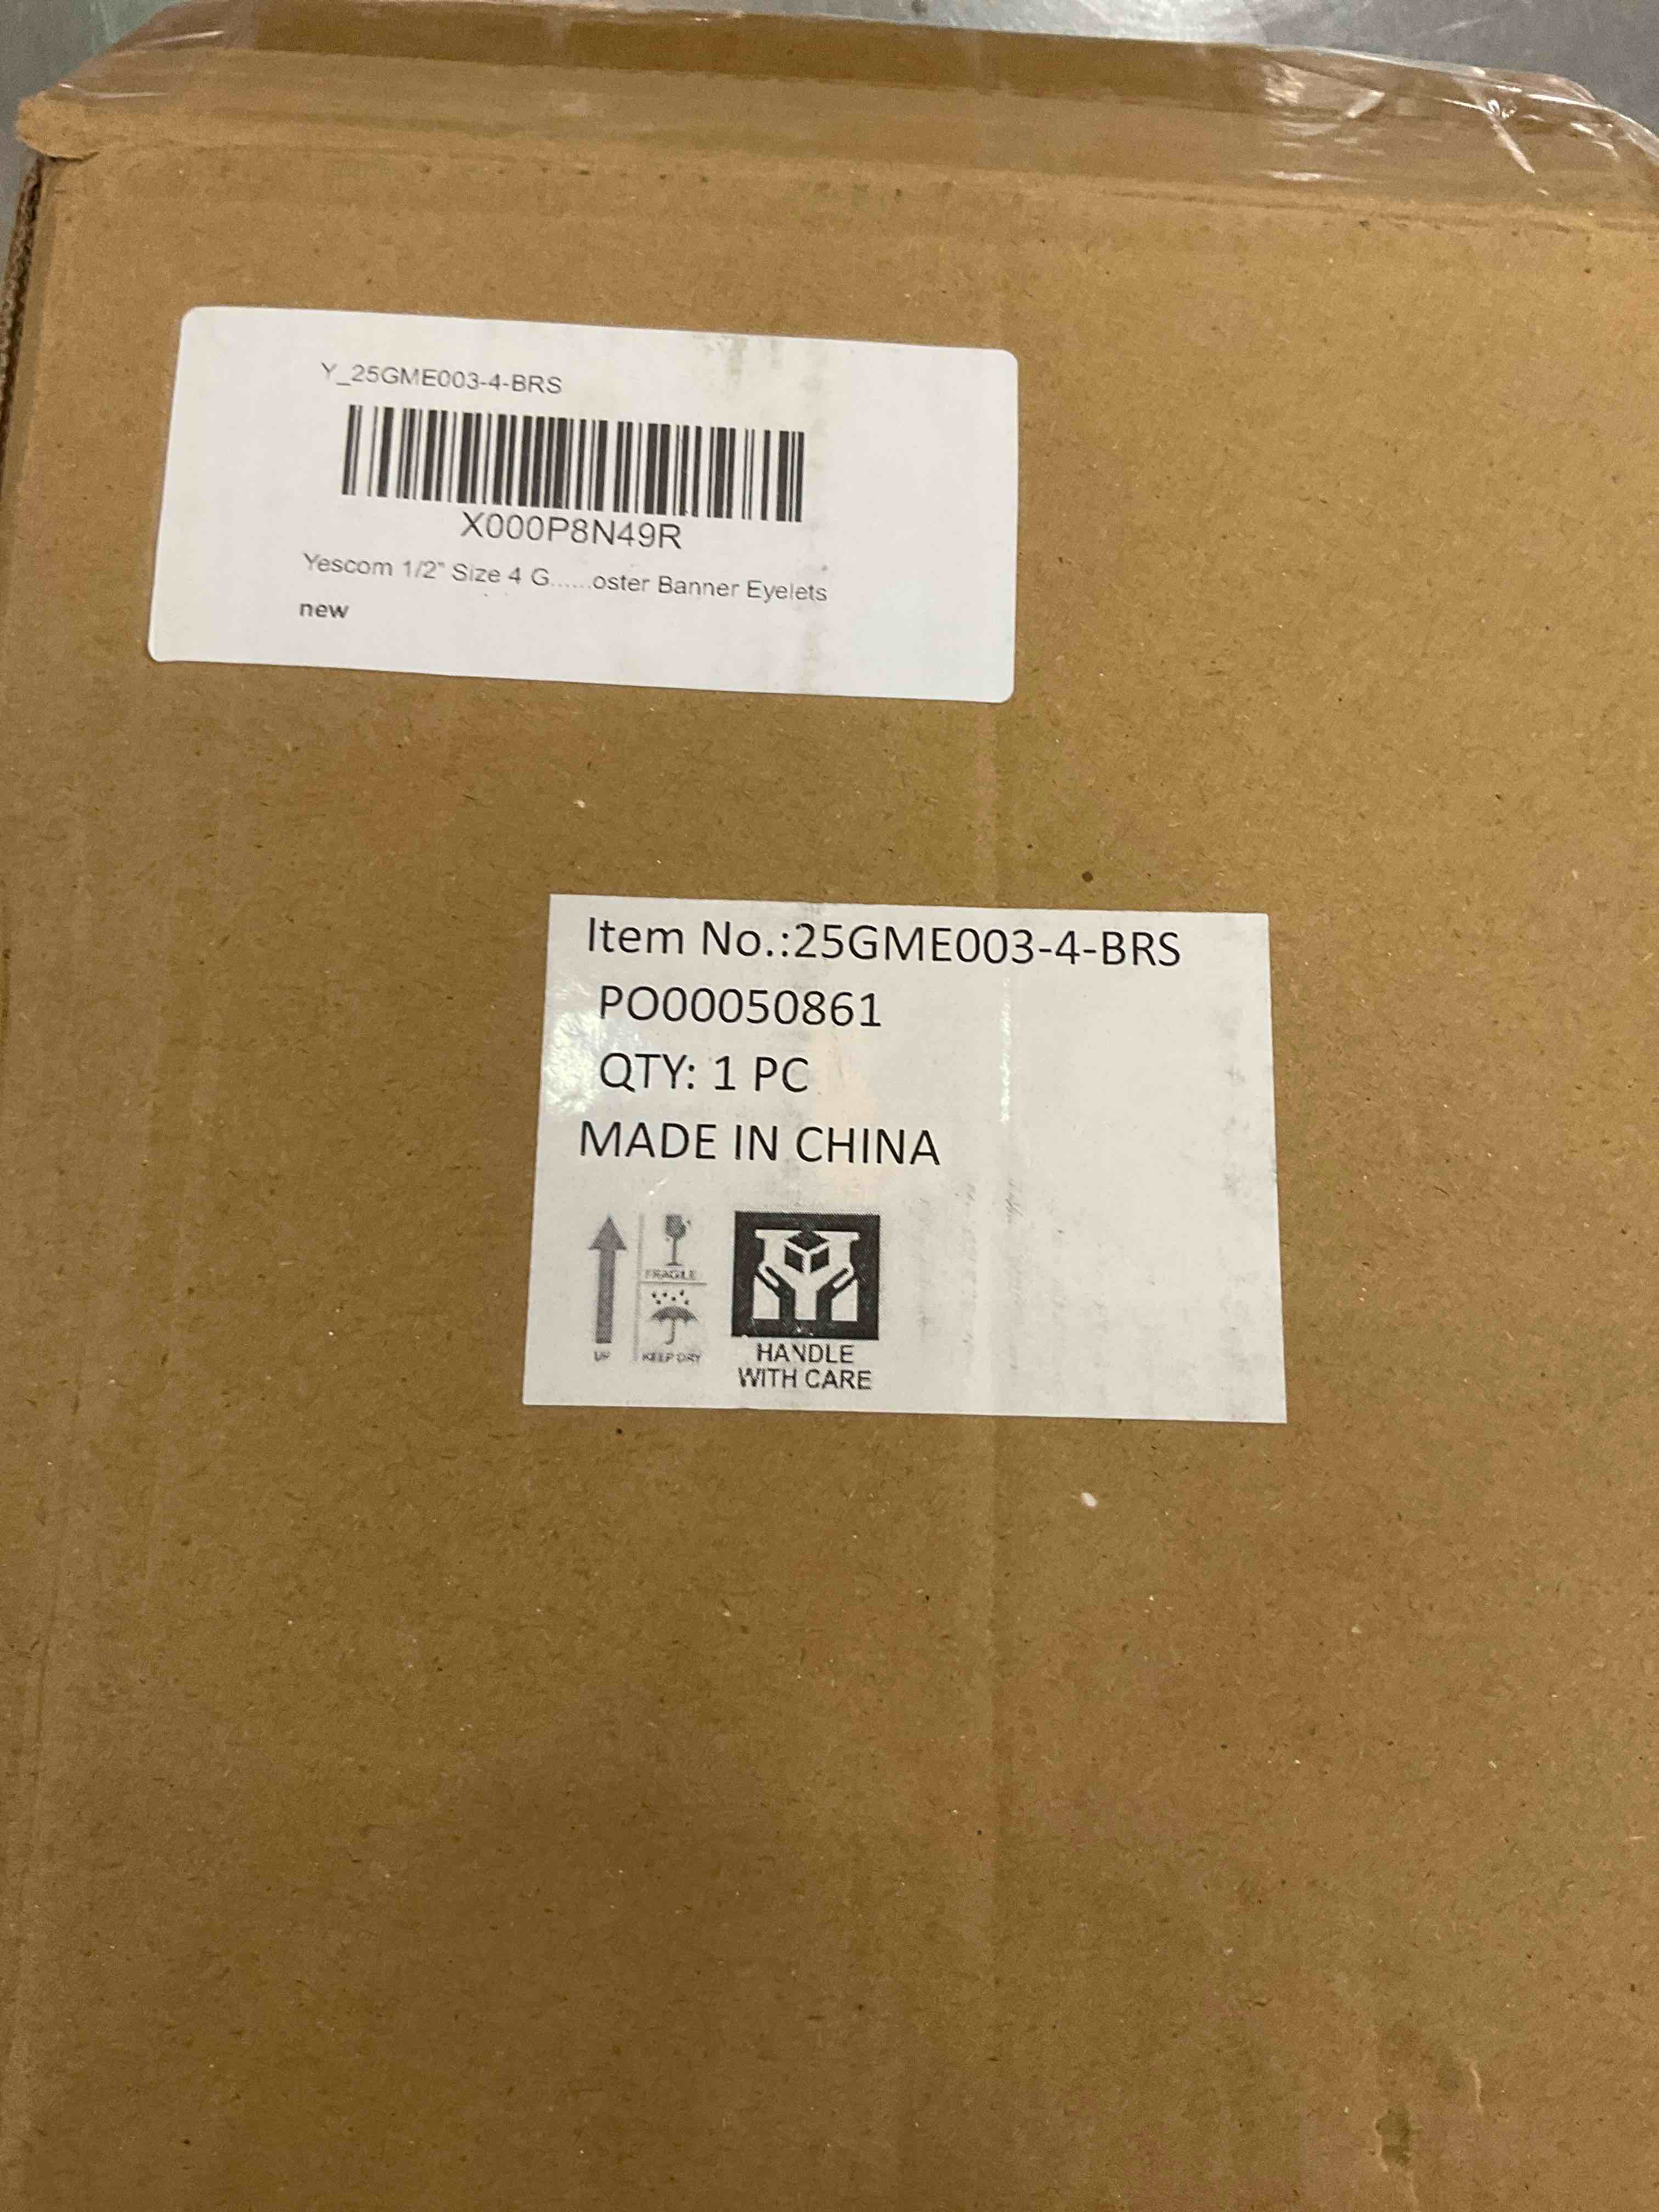 Y_25GME003-4-BRS
X000P8N49R
Yescom 1/2" Size 4 G......oster Banner Eyelets
new
Item No.:25GME003-4-BRS
PO00050861
QTY: 1 PC
MADE IN CHINA
FRAGILE
UP
KEEP DRY
HANDLE
WITH CARE